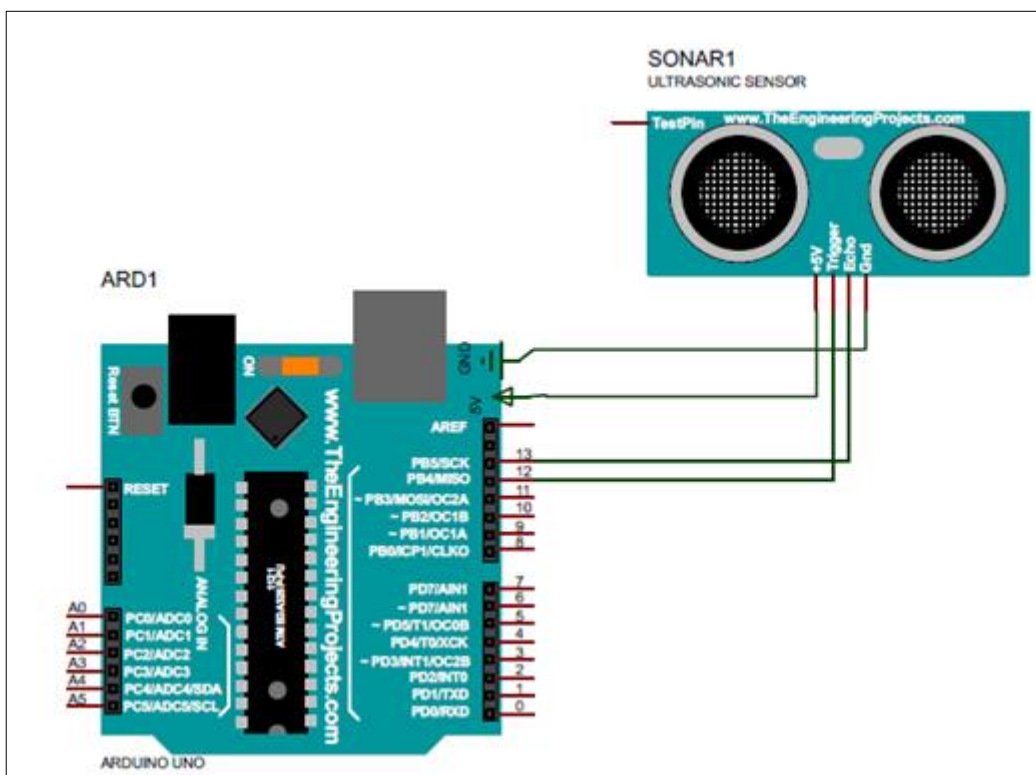 SONAR1
ULTRASONIC SENSOR
TestPin
www.TheEngineeringProjects.com
+5V
Trigger
Echo
Gnd
ARD1
Reset BTN
ON
GND
5V
www.TheEngineeringProjects.com
AREF
PB5/SCK 13
PB4/MISO 12
~ PB3/MOSI/OC2A 11
~ PB2/OC1B 10
~ PB1/OC1A 9
PB0/ICP1/CLKO 8
RESET
ANALOG IN
PD7/AIN1 7
~ PD7/AIN1 6
~ PD5/T1/OC0B 5
PD4/T0/XCK 4
~ PD3/INT1/OC2B 3
PD2/INT0 2
PD1/TXD 1
PD0/RXD 0
A0 PC0/ADC0
A1 PC1/ADC1
A2 PC2/ADC2
A3 PC3/ADC3
A4 PC4/ADC4/SDA
A5 PC5/ADC5/SCL
ARDUINO UNO